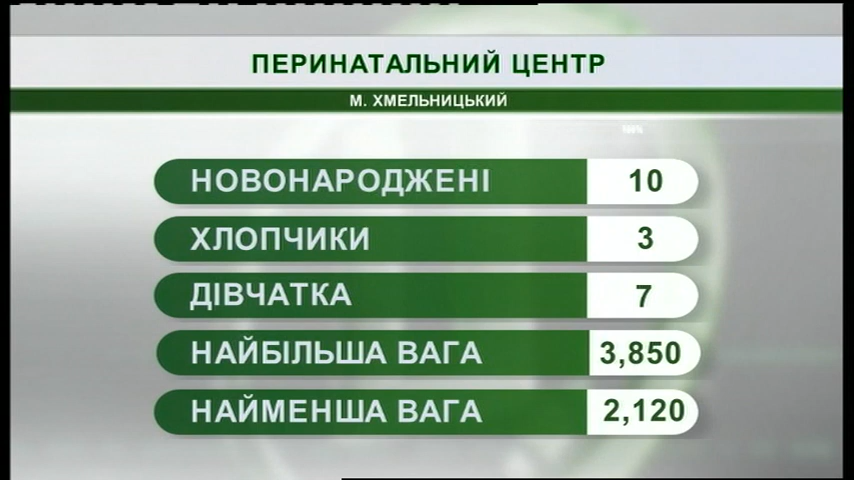 ПЕРИНАТАЛЬНИЙ ЦЕНТР
М. ХМЕЛЬНИЦЬКИЙ
НОВОНАРОДЖЕНІ 10
ХЛОПЧИКИ 3
ДІВЧАТКА 7
НАЙБІЛЬША ВАГА 3,850
НАЙМЕНША ВАГА 2,120